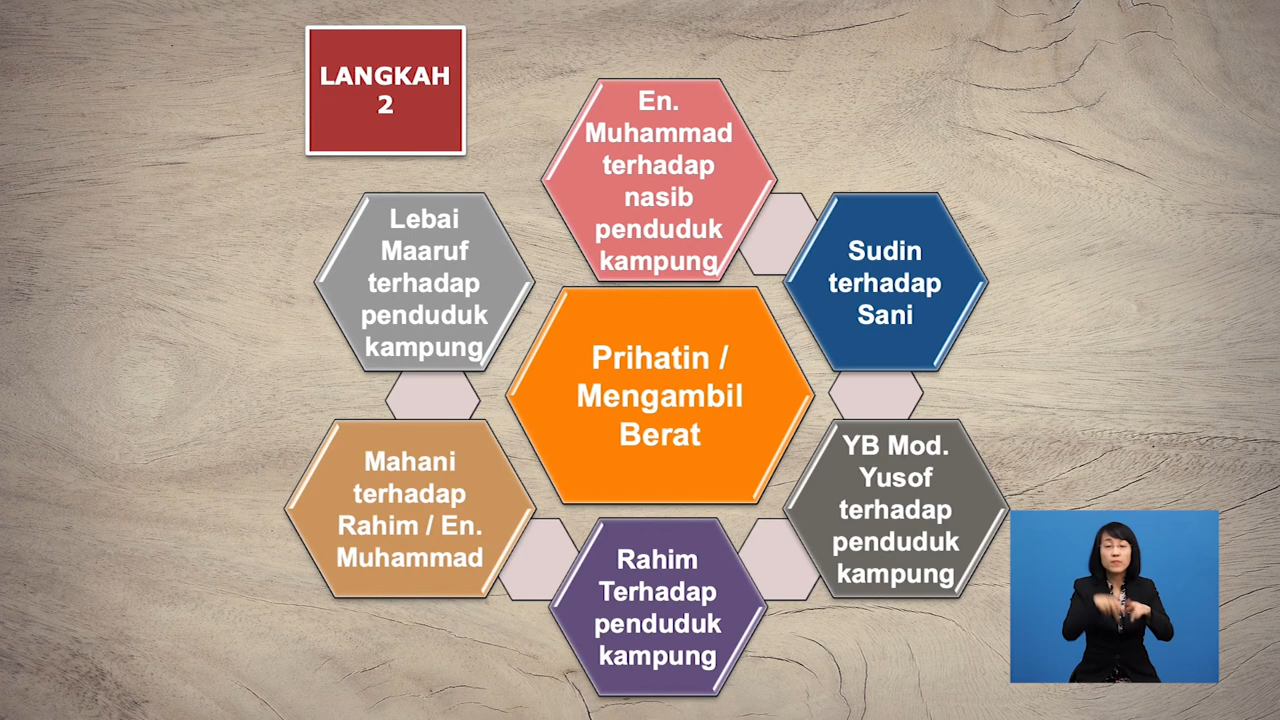 LANGKAH
2
En.
Muhammad
terhadap
nasib
penduduk
kampung
Sudin
terhadap
Sani
YB Mod.
Yusof
terhadap
penduduk
kampung
Rahim
Terhadap
penduduk
kampung
Mahani
terhadap
Rahim / En.
Muhammad
Lebai
Maaruf
terhadap
penduduk
kampung
Prihatin /
Mengambil
Berat